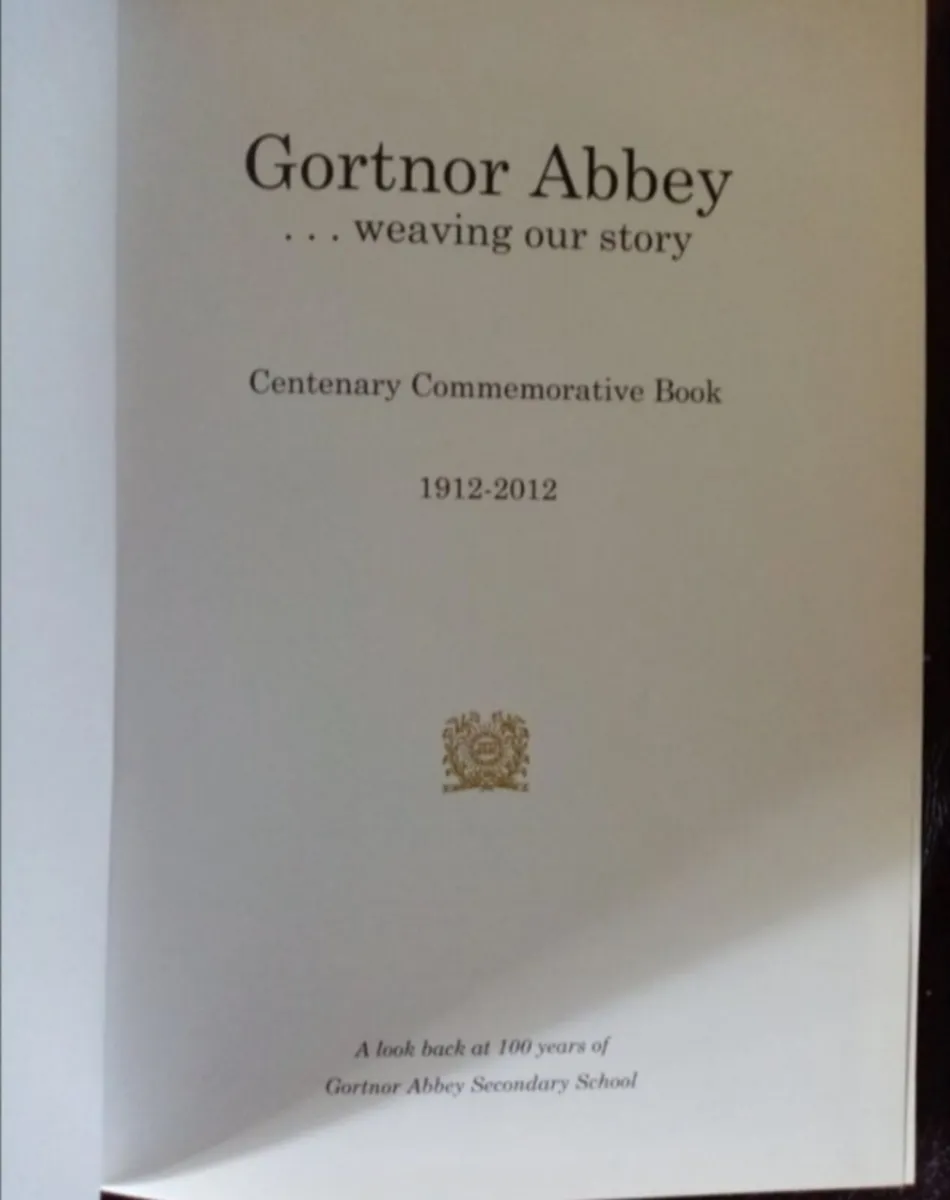 Gortnor Abbey
. . . weaving our story
Centenary Commemorative Book
1912-2012
A look back at 100 years of
Gortnor Abbey Secondary School